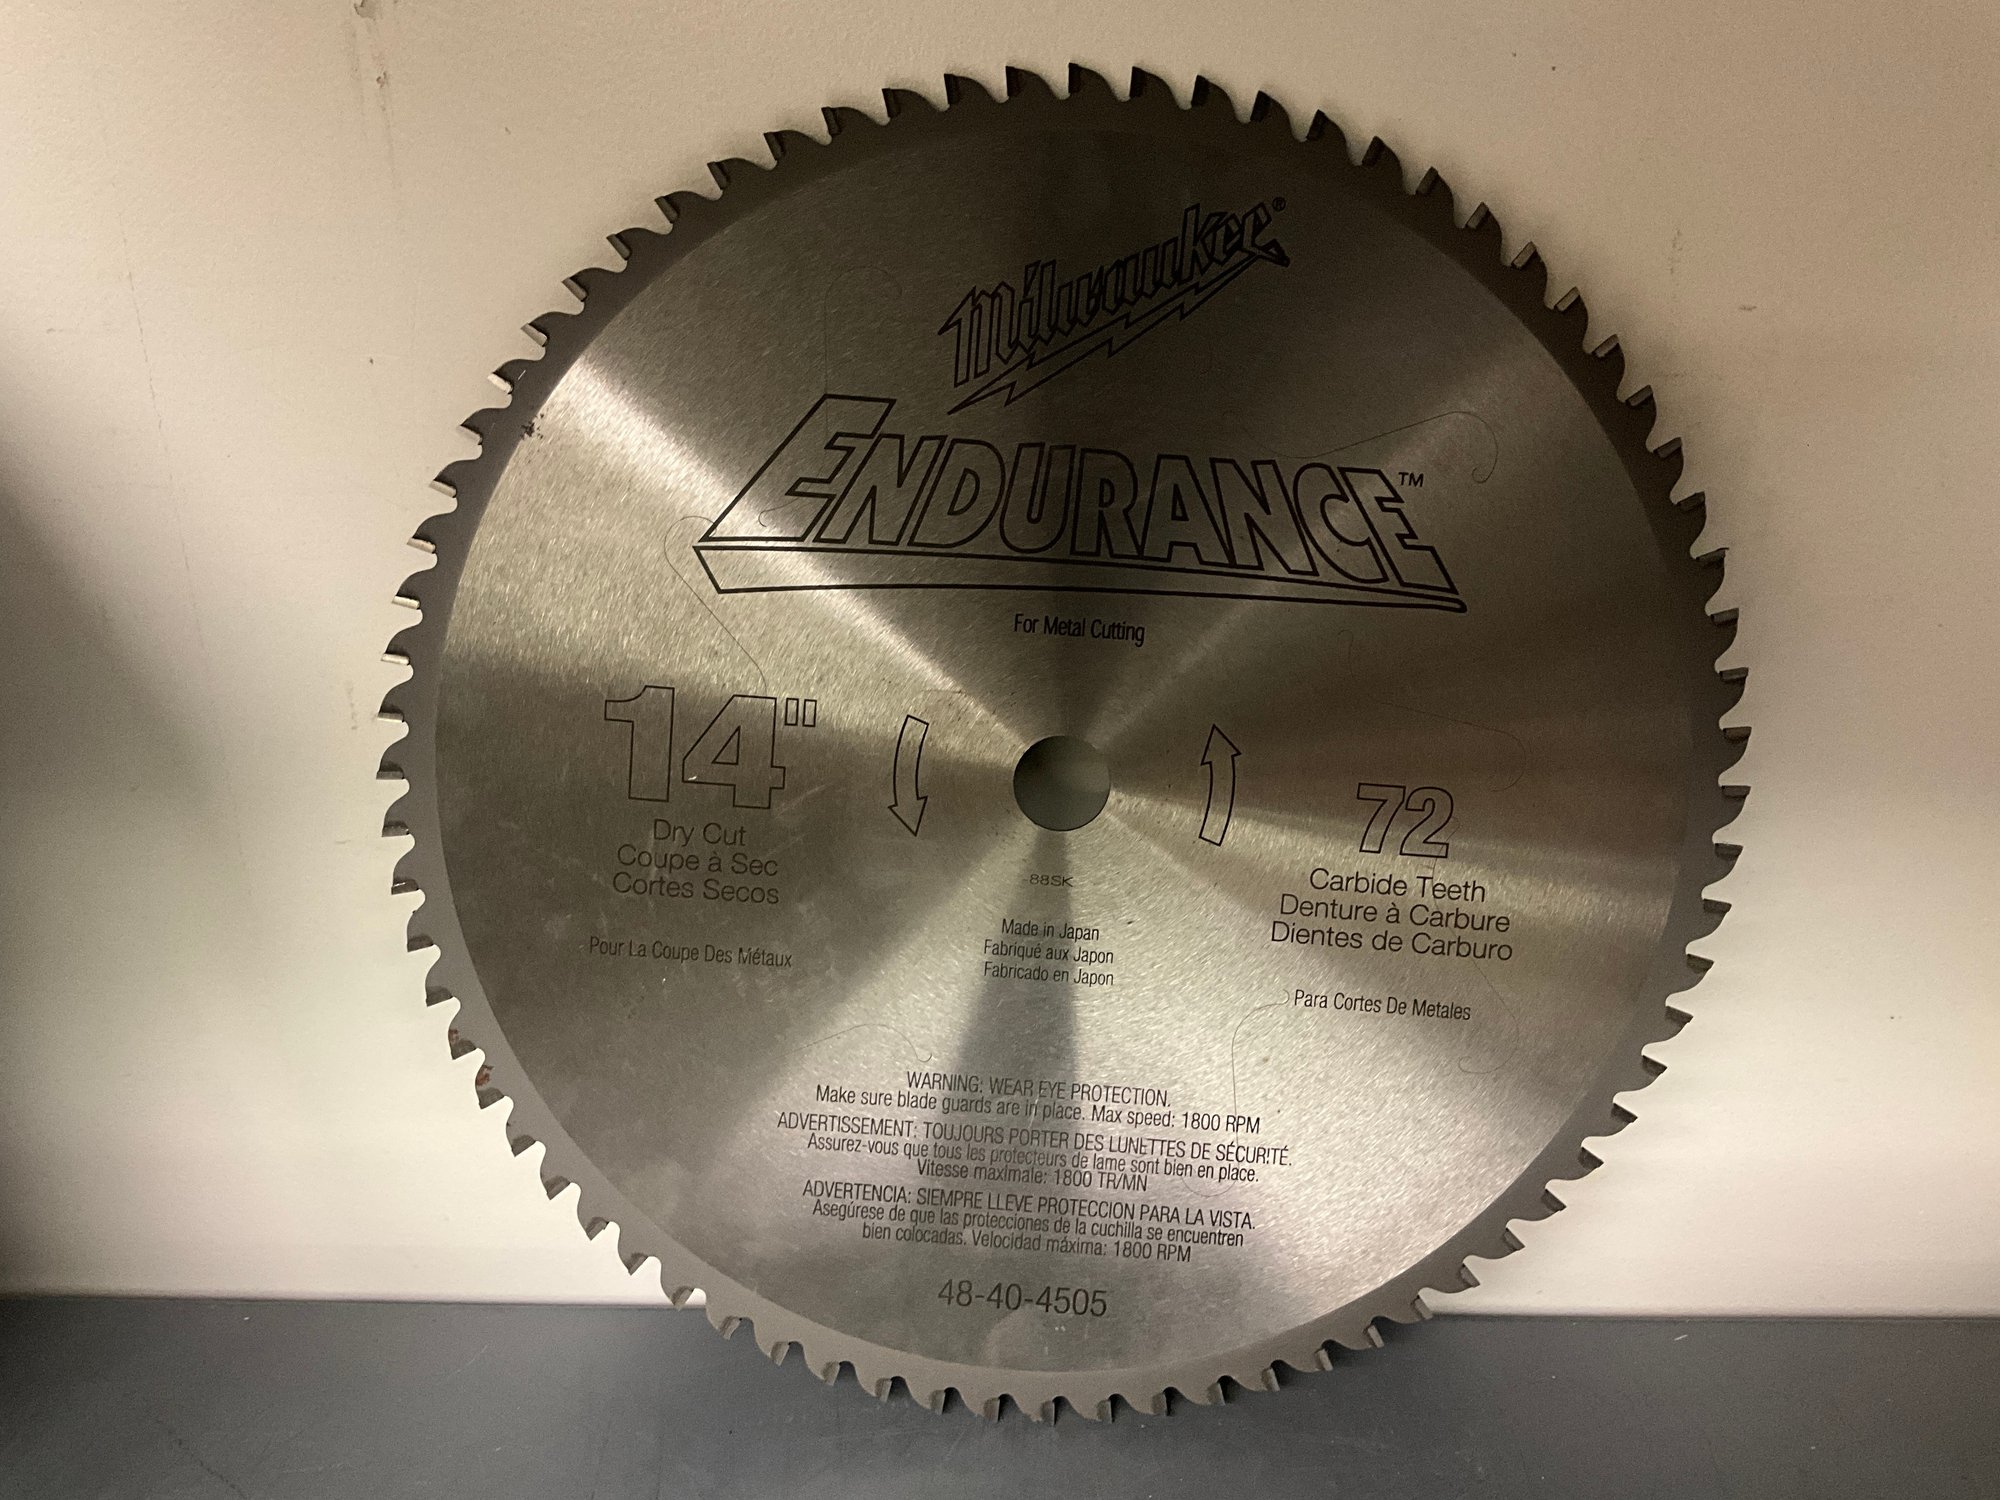 Milwaukee®
ENDURANCE™
For Metal Cutting
14"
Dry Cut
Coupe à Sec
Cortes Secos
Pour La Coupe Des Métaux
72
Carbide Teeth
Denture à Carbure
Dientes de Carburo
Para Cortes De Metales
-88SK
Made in Japan
Fabriqué aux Japon
Fabricado en Japon
WARNING: WEAR EYE PROTECTION.
Make sure blade guards are in place. Max speed: 1800 RPM
ADVERTISSEMENT: TOUJOURS PORTER DES LUNETTES DE SÉCURITÉ.
Assurez-vous que tous les protecteurs de lame sont bien en place.
Vitesse maximale: 1800 TR/MN
ADVERTENCIA: SIEMPRE LLEVE PROTECCION PARA LA VISTA.
Asegúrese de que las protecciones de la cuchilla se encuentren
bien colocadas. Velocidad máxima: 1800 RPM
48-40-4505